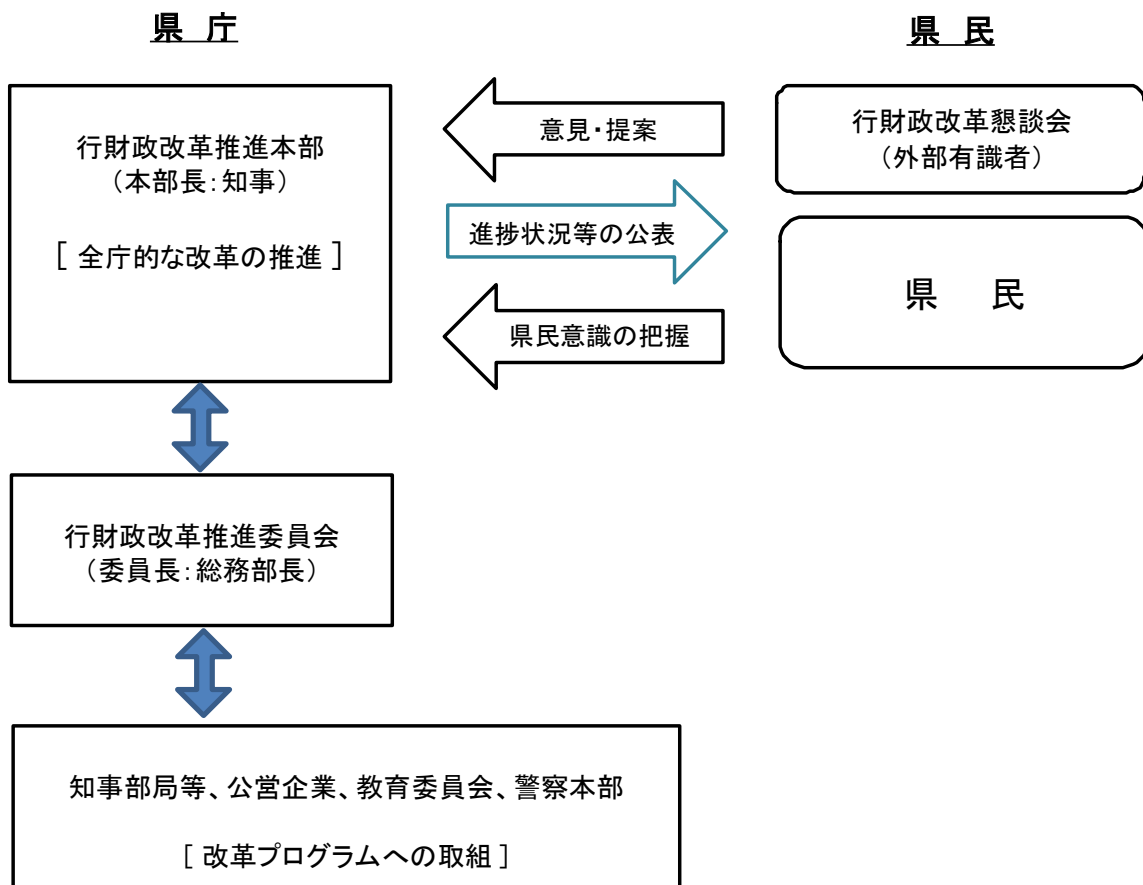 県 庁
県 民
行財政改革推進本部
（本部長：知事）
［ 全庁的な改革の推進 ］
意見・提案
進捗状況等の公表
県民意識の把握
行財政改革懇談会
（外部有識者）
県 民
行財政改革推進委員会
（委員長：総務部長）
知事部局等、公営企業、教育委員会、警察本部
［ 改革プログラムへの取組 ］